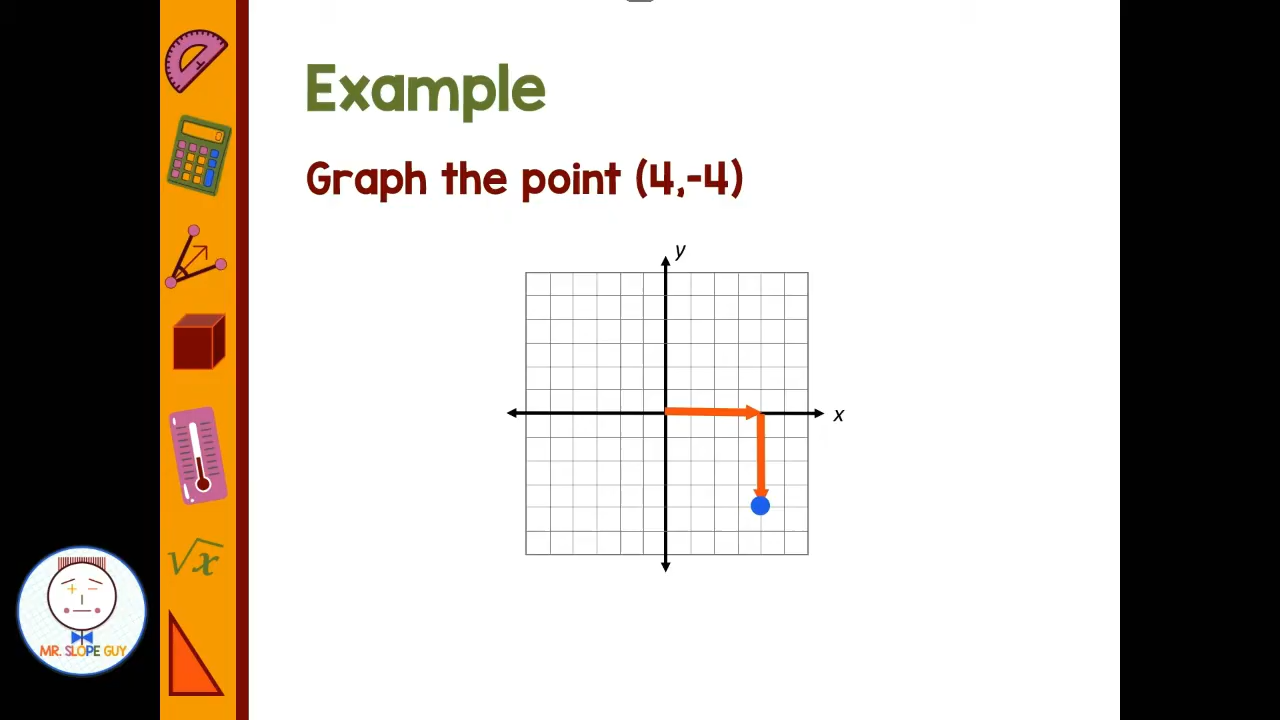 Example
Graph the point (4,-4)
y
x
√x
MR. SLOPE GUY